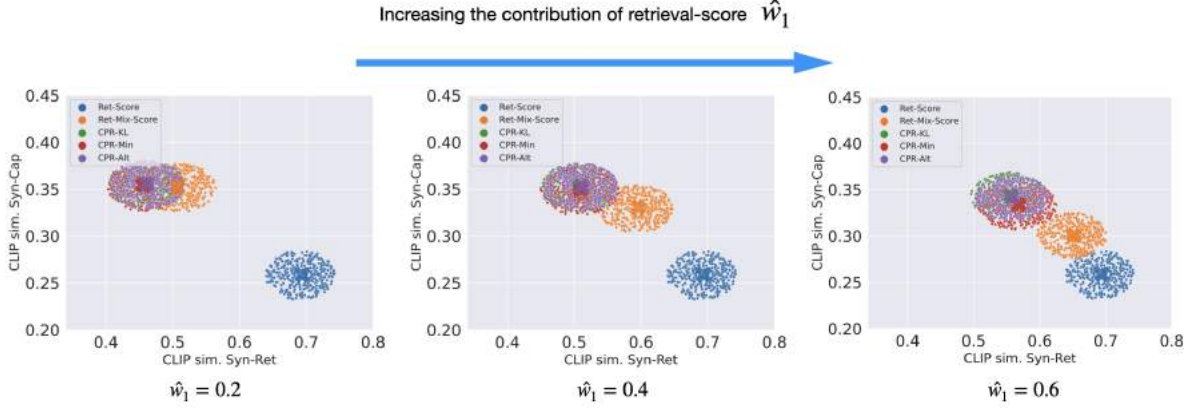 Increasing the contribution of retrieval-score ŵ₁
0.45
0.40
0.35
0.30
0.25
0.20
CLIP sim. Syn-Cap
Ret-Score
Ret-Mix-Score
CPR-KL
CPR-Min
CPR-Alt
0.4 0.5 0.6 0.7 0.8
CLIP sim. Syn-Ret
ŵ₁ = 0.2
0.45
0.40
0.35
0.30
0.25
0.20
CLIP sim. Syn-Cap
Ret-Score
Ret-Mix-Score
CPR-KL
CPR-Min
CPR-Alt
0.4 0.5 0.6 0.7 0.8
CLIP sim. Syn-Ret
ŵ₁ = 0.4
0.45
0.40
0.35
0.30
0.25
0.20
CLIP sim. Syn-Cap
Ret-Score
Ret-Mix-Score
CPR-KL
CPR-Min
CPR-Alt
0.4 0.5 0.6 0.7 0.8
CLIP sim. Syn-Ret
ŵ₁ = 0.6